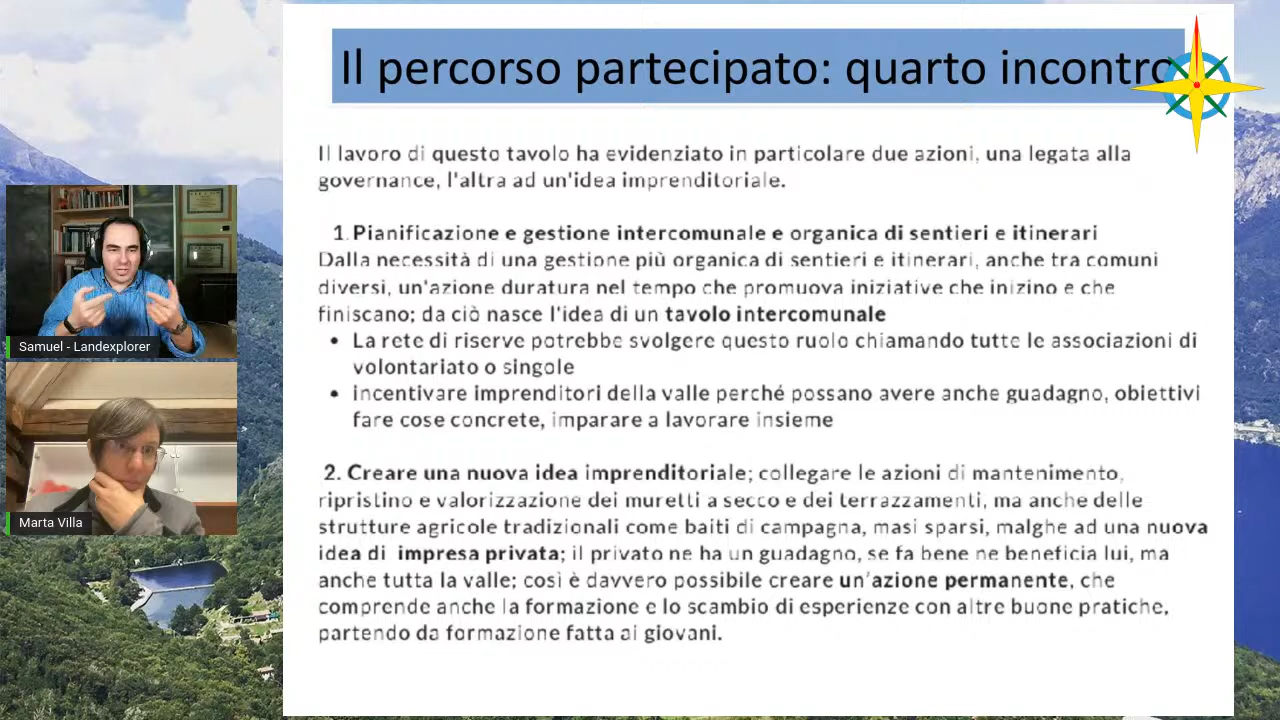 Il percorso partecipato: quarto incontro
Il lavoro di questo tavolo ha evidenziato in particolare due azioni, una legata alla
governance, l'altra ad un'idea imprenditoriale.
1. Pianificazione e gestione intercomunale e organica di sentieri e itinerari
Dalla necessità di una gestione più organica di sentieri e itinerari, anche tra comuni
diversi, un'azione duratura nel tempo che promuova iniziative che inizino e che
finiscano; da ciò nasce l'idea di un tavolo intercomunale
• La rete di riserve potrebbe svolgere questo ruolo chiamando tutte le associazioni di
volontariato o singole
• incentivare imprenditori della valle perché possano avere anche guadagno, obiettivi
fare cose concrete, imparare a lavorare insieme
2. Creare una nuova idea imprenditoriale; collegare le azioni di mantenimento,
ripristino e valorizzazione dei muretti a secco e dei terrazzamenti, ma anche delle
strutture agricole tradizionali come baiti di campagna, masi sparsi, malghe ad una nuova
idea di impresa privata; il privato ne ha un guadagno, se fa bene ne beneficia lui, ma
anche tutta la valle; così è davvero possibile creare un'azione permanente, che
comprende anche la formazione e lo scambio di esperienze con altre buone pratiche,
partendo da formazione fatta ai giovani.
Samuel - Landexplorer
Marta Villa